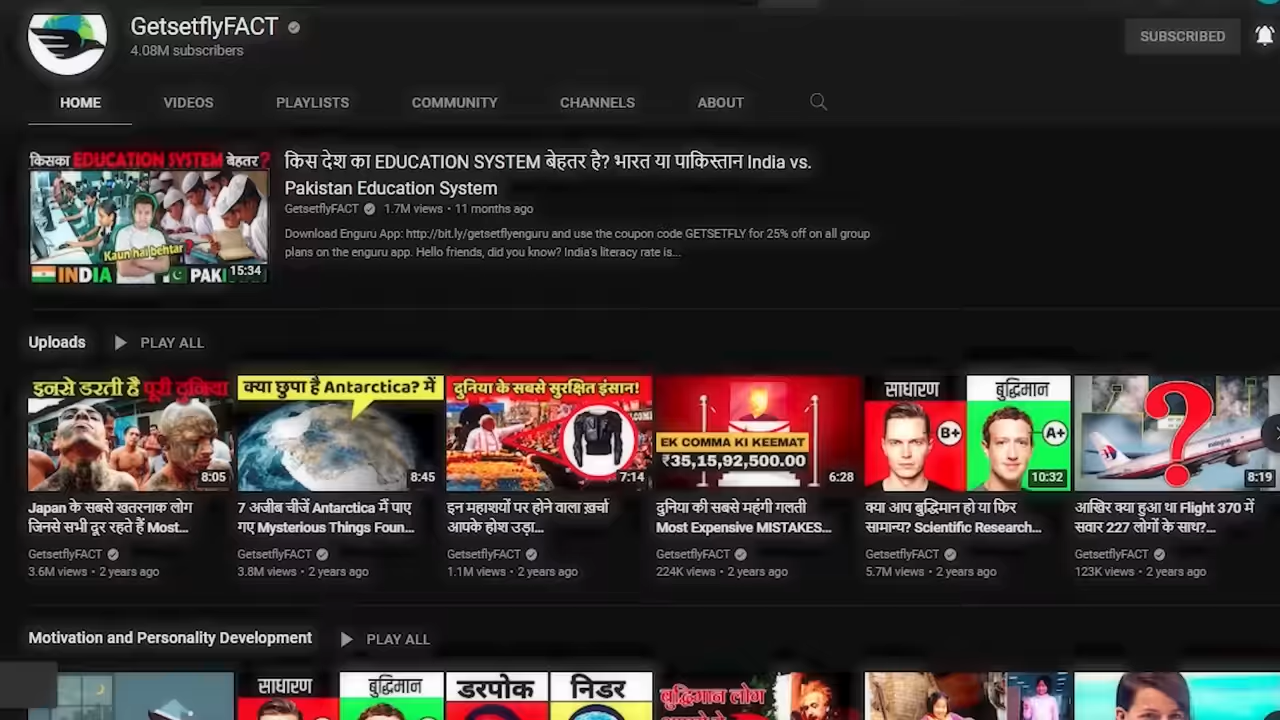 GetsetflyFACT
4.08M subscribers
SUBSCRIBED
HOME VIDEOS PLAYLISTS COMMUNITY CHANNELS ABOUT
किसका EDUCATION SYSTEM बेहतर ?
Kaun hai behtar ?
INDIA PAKI 15:34
किस देश का EDUCATION SYSTEM बेहतर है? भारत या पाकिस्तान India vs.
Pakistan Education System
GetsetflyFACT 1.7M views • 11 months ago
Download Enguru App: http://bit.ly/getsetflyenguru and use the coupon code GETSETFLY for 25% off on all group
plans on the enguru app. Hello friends, did you know? India's literacy rate is...
Uploads PLAY ALL
इनसे डरती है पूरी दुनिया
8:05
Japan के सबसे खतरनाक लोग
जिनसे सभी दूर रहते हैं Most...
GetsetflyFACT
3.6M views • 2 years ago
क्या छुपा है Antarctica? में
8:45
7 अजीब चीजें Antarctica में पाए
गए Mysterious Things Foun...
GetsetflyFACT
3.8M views • 2 years ago
दुनिया के सबसे सुरक्षित इंसान!
7:14
इन महाशयों पर होने वाला ख़र्चा
आपके होश उड़ा...
GetsetflyFACT
1.1M views • 2 years ago
EK COMMA KI KEEMAT
₹35,15,92,500.00
6:28
दुनिया की सबसे महंगी गलती
Most Expensive MISTAKES...
GetsetflyFACT
224K views • 2 years ago
साधारण बुद्धिमान
B+ A+
10:32
क्या आप बुद्धिमान हो या फिर
सामान्य? Scientific Research...
GetsetflyFACT
5.7M views • 2 years ago
?
8:19
आखिर क्या हुआ था Flight 370 में
सवार 227 लोगों के साथ?...
GetsetflyFACT
123K views • 2 years ago
Motivation and Personality Development PLAY ALL
साधारण बुद्धिमान
डरपोक निडर
बुद्धिमान लोग